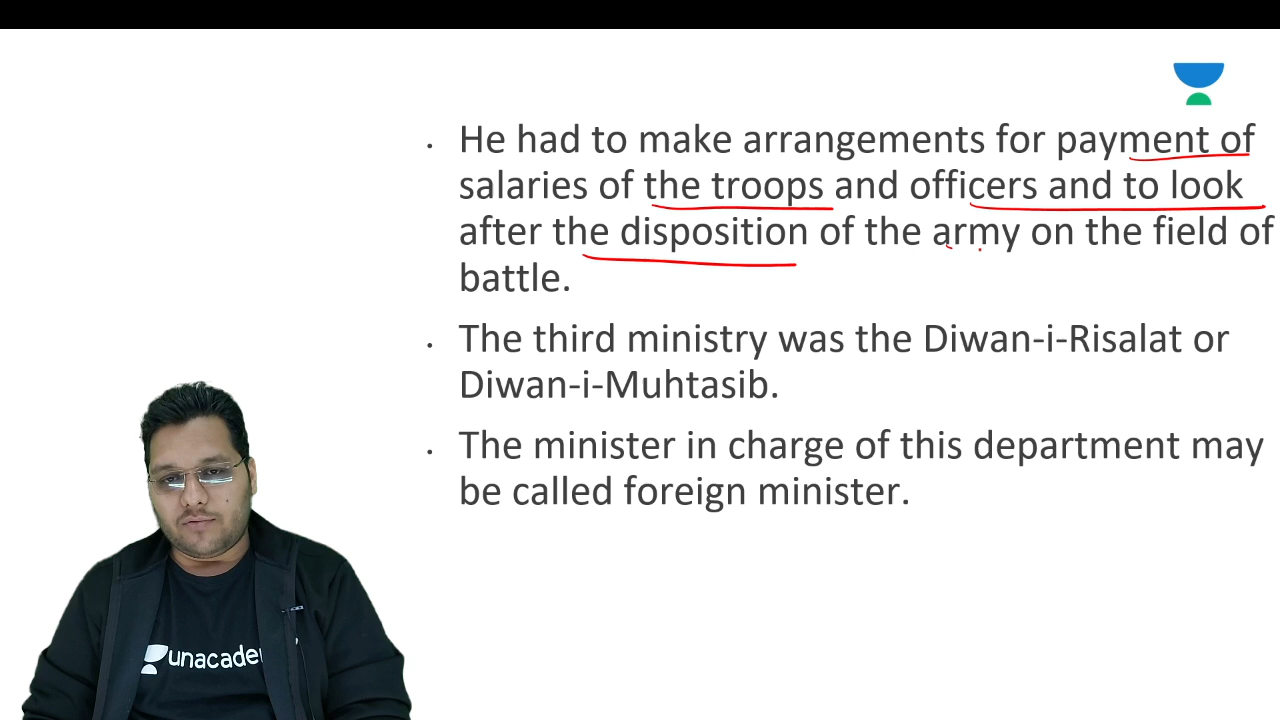 He had to make arrangements for payment of
salaries of the troops and officers and to look
after the disposition of the army on the field of
battle.
The third ministry was the Diwan-i-Risalat or
Diwan-i-Muhtasib.
The minister in charge of this department may
be called foreign minister.
unacade